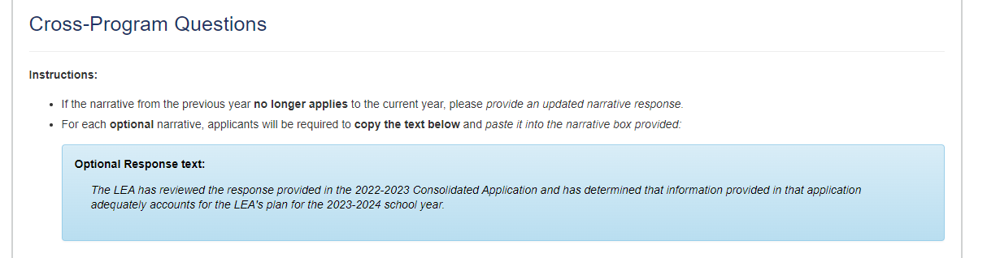 Cross-Program Questions
Instructions:
• If the narrative from the previous year no longer applies to the current year, please provide an updated narrative response.
• For each optional narrative, applicants will be required to copy the text below and paste it into the narrative box provided:
Optional Response text:
The LEA has reviewed the response provided in the 2022-2023 Consolidated Application and has determined that information provided in that application
adequately accounts for the LEA's plan for the 2023-2024 school year.